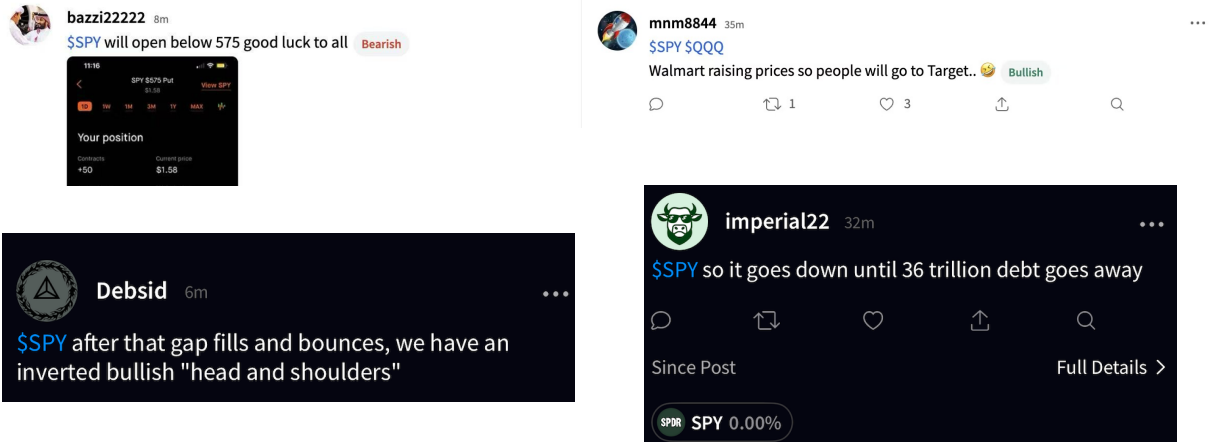 bazzi22222 8m
$SPY will open below 575 good luck to all Bearish
11:16
SPY $575 Put
$1.58
View SPY
1D 1W 1M 3M 1Y MAX
Your position
Contracts Current price
+50 $1.58
mnm8844 35m
$SPY $QQQ
Walmart raising prices so people will go to Target.. 🤣 Bullish
1 3
Debsid 6m
$SPY after that gap fills and bounces, we have an
inverted bullish "head and shoulders"
imperial22 32m
$SPY so it goes down until 36 trillion debt goes away
Since Post Full Details
SPDR SPY 0.00%